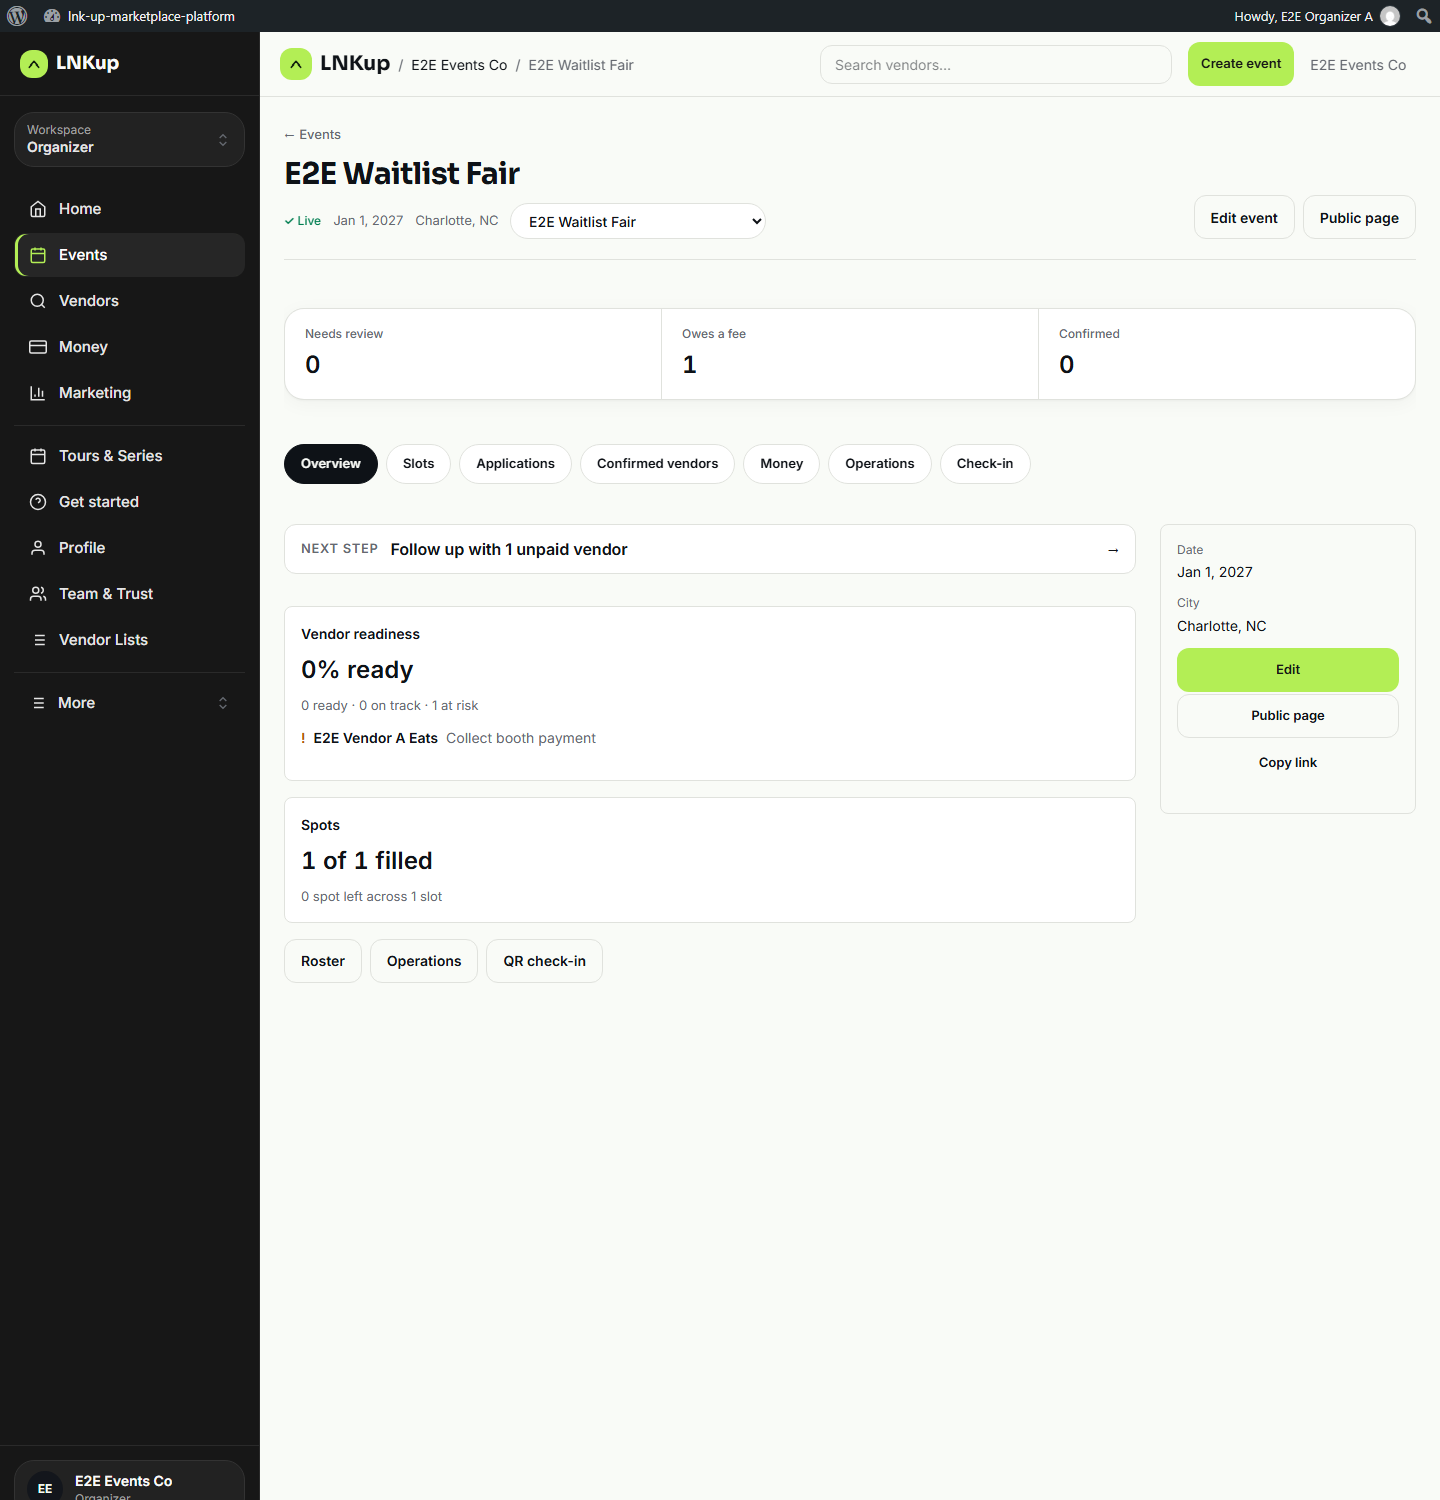 lnk-up-marketplace-platform
Howdy, E2E Organizer A
LNKup
Workspace
Organizer
Home
Events
Vendors
Money
Marketing
Tours & Series
Get started
Profile
Team & Trust
Vendor Lists
More
EE
E2E Events Co
Organizer
LNKup / E2E Events Co / E2E Waitlist Fair
Search vendors...
Create event
E2E Events Co
← Events
E2E Waitlist Fair
✓ Live Jan 1, 2027 Charlotte, NC E2E Waitlist Fair
Edit event
Public page
Needs review
0
Owes a fee
1
Confirmed
0
Overview
Slots
Applications
Confirmed vendors
Money
Operations
Check-in
NEXT STEP Follow up with 1 unpaid vendor →
Vendor readiness
0% ready
0 ready · 0 on track · 1 at risk
! E2E Vendor A Eats Collect booth payment
Spots
1 of 1 filled
0 spot left across 1 slot
Roster
Operations
QR check-in
Date
Jan 1, 2027
City
Charlotte, NC
Edit
Public page
Copy link